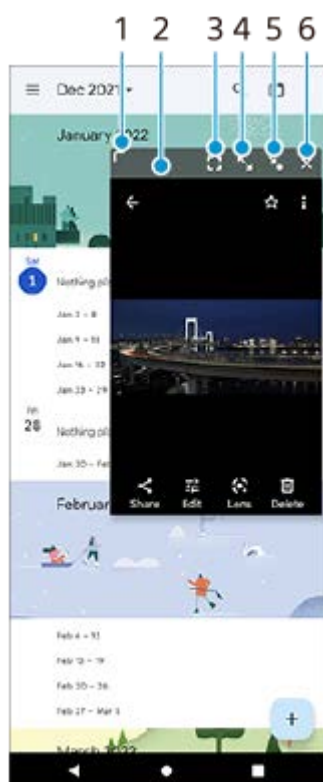 1 2 3 4 5 6
Dec 2021
January 2022
Sat
1
Nothing pl
Jan 2 – 8
Jan 9 – 15
Jan 16 – 22
Jan 23 – 29
Fri
28
Nothing pl
Jan 30 – Feb
Share Edit Lens Delete
Februar
Feb 6 – 12
Feb 13 – 19
Feb 20 – 26
Feb 27 – Mar 5
+
March 2022